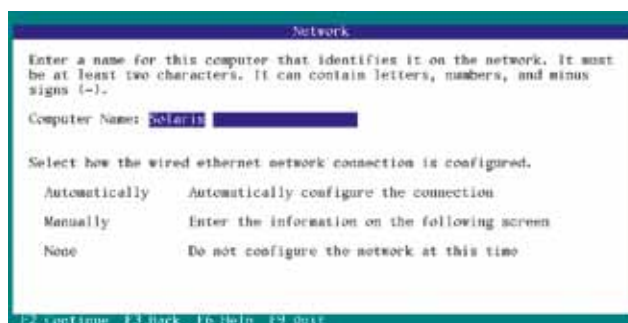 Network
Enter a name for this computer that identifies it on the network. It must
be at least two characters. It can contain letters, numbers, and minus
signs (-).
Computer Name: Solaris
Select how the wired ethernet network connection is configured.
Automatically Automatically configure the connection
Manually Enter the information on the following screen
None Do not configure the network at this time
F2 Continue F3 Back F6 Help F9 Quit